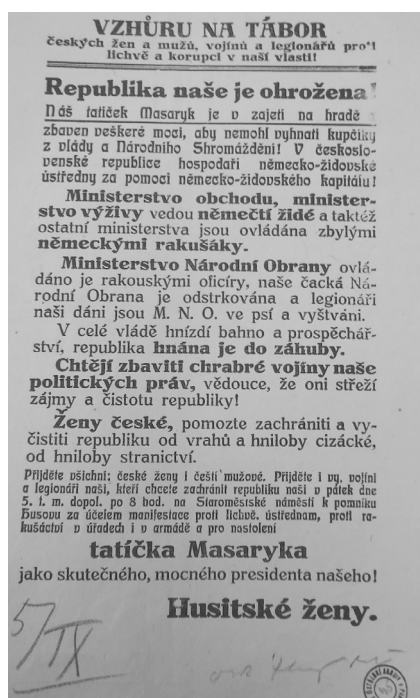 VZHŮRU NA TÁBOR
českých žen a mužů, vojínů a legionářů proti
lichvě a korupci v naší vlasti!
Republika naše je ohrožena!
Náš tatíček Masaryk je v zajetí na hradě
zbaven veškeré moci, aby nemohl vyhnati kupčíky
z vlády a Národního Shromáždění! V českoslo-
venské republice hospodaří německo-židovské
ústředny za pomoci německo-židovského kapitálu!
Ministerstvo obchodu, minister-
stvo výživy vedou němečtí židé a taktéž
ostatní ministerstva jsou ovládána zbylými
německými rakušáky.
Ministerstvo Národní Obrany ovlá-
dáno je rakouskými oficíry, naše čacká Ná-
rodní Obrana je odstrkována a legionáři
naši dáni jsou M. N. O. ve psí a vyštváni.
V celé vládě hnízdí bahno a prospěchář-
ství, republika hnána je do záhuby.
Chtějí zbaviti chrabré vojíny naše
politických práv, vědouce, že oni střeží
zájmy a čistotu republiky!
Ženy české, pomozte zachrániti a vy-
čistiti republiku od vrahů a hniloby cizácké,
od hniloby stranictví.
Přijděte všichni: české ženy i čeští mužové. Přijděte i vy, vojíni
a legionáři naši, kteří chcete zachrániti republiku naši v pátek dne
5. t. m. dopol. po 8 hod. na Staroměstské náměstí k pomníku
Husovu za účelem manifestace proti lichvě, ústřednam, proti ra-
kušáctví v úřadech i v armádě a pro nastolení
tatíčka Masaryka
jako skutečného, mocného presidenta našeho!
Husitské ženy.
5/IX